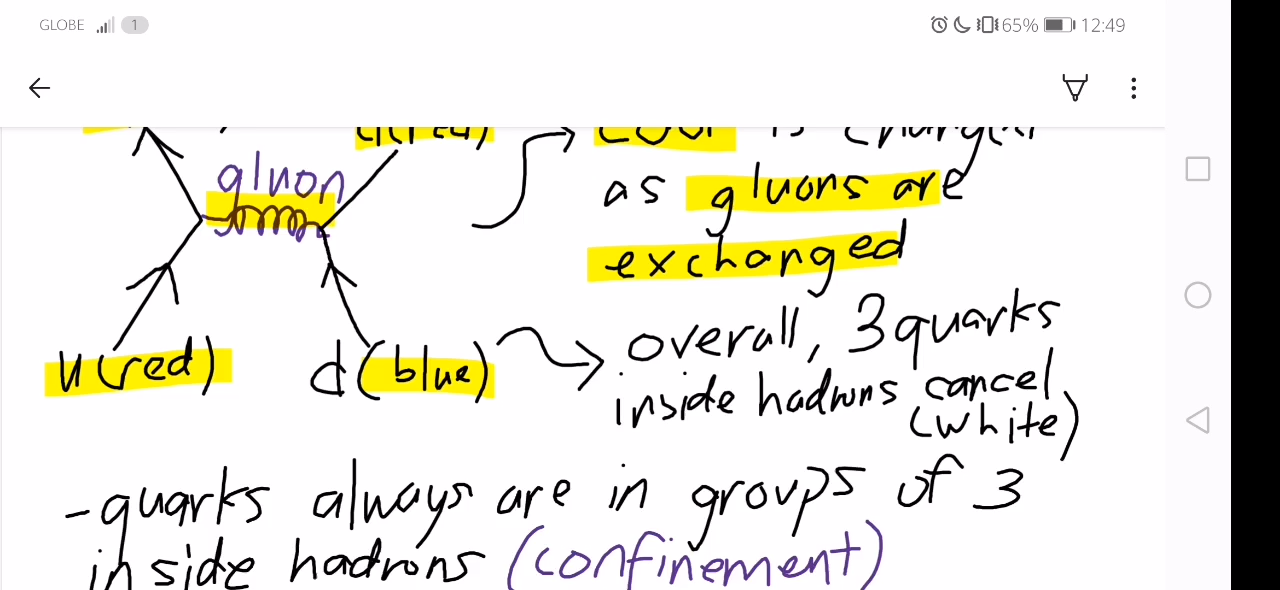 GLOBE 1 65% 12:49
is
gluon
as gluons are
exchanged
overall, 3 quarks
inside hadrons cancel
(white)
u(red) d(blue)
-quarks always are in groups of 3
inside hadrons (confinement)